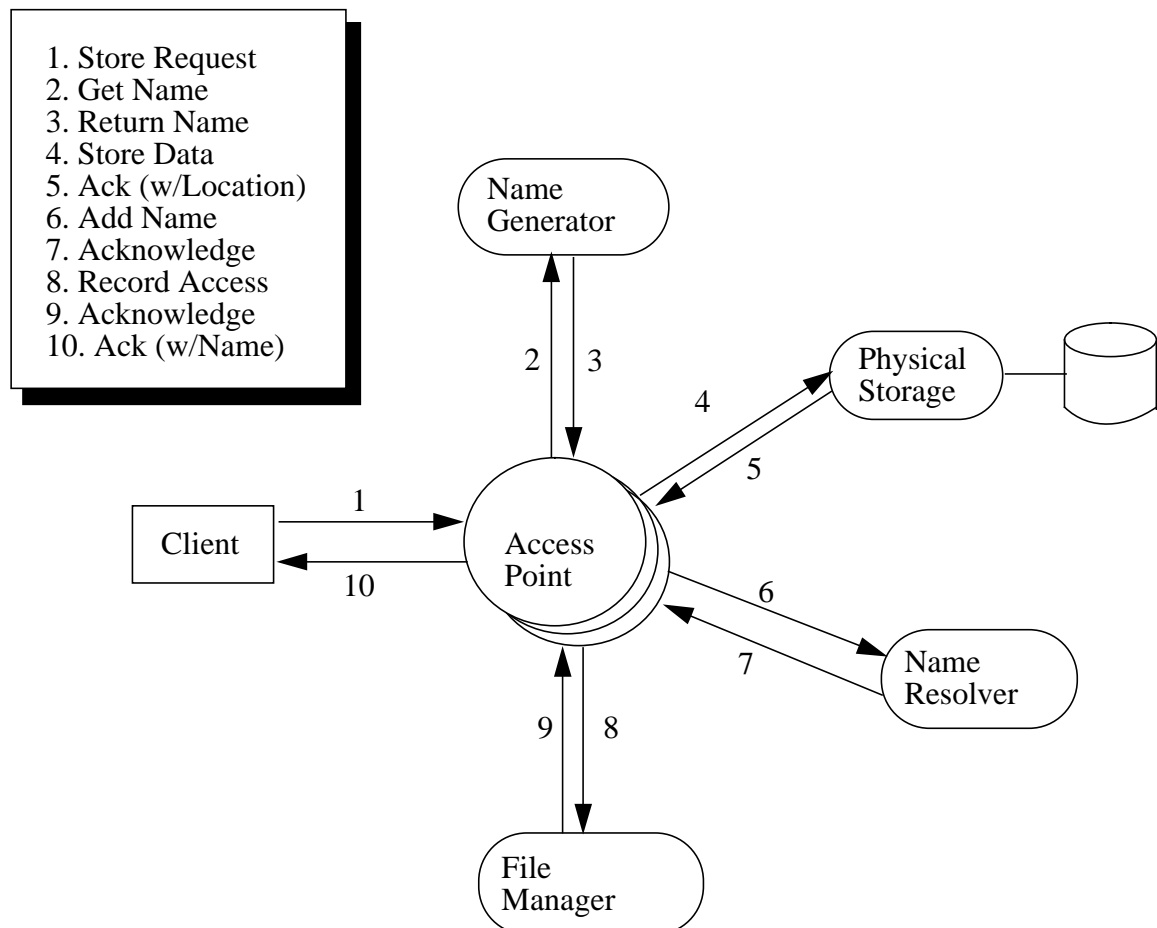 1. Store Request
2. Get Name
3. Return Name
4. Store Data
5. Ack (w/Location)
6. Add Name
7. Acknowledge
8. Record Access
9. Acknowledge
10. Ack (w/Name)
Name
Generator
2
3
Physical
Storage
4
5
1
Client
10
Access
Point
6
7
Name
Resolver
9
8
File
Manager